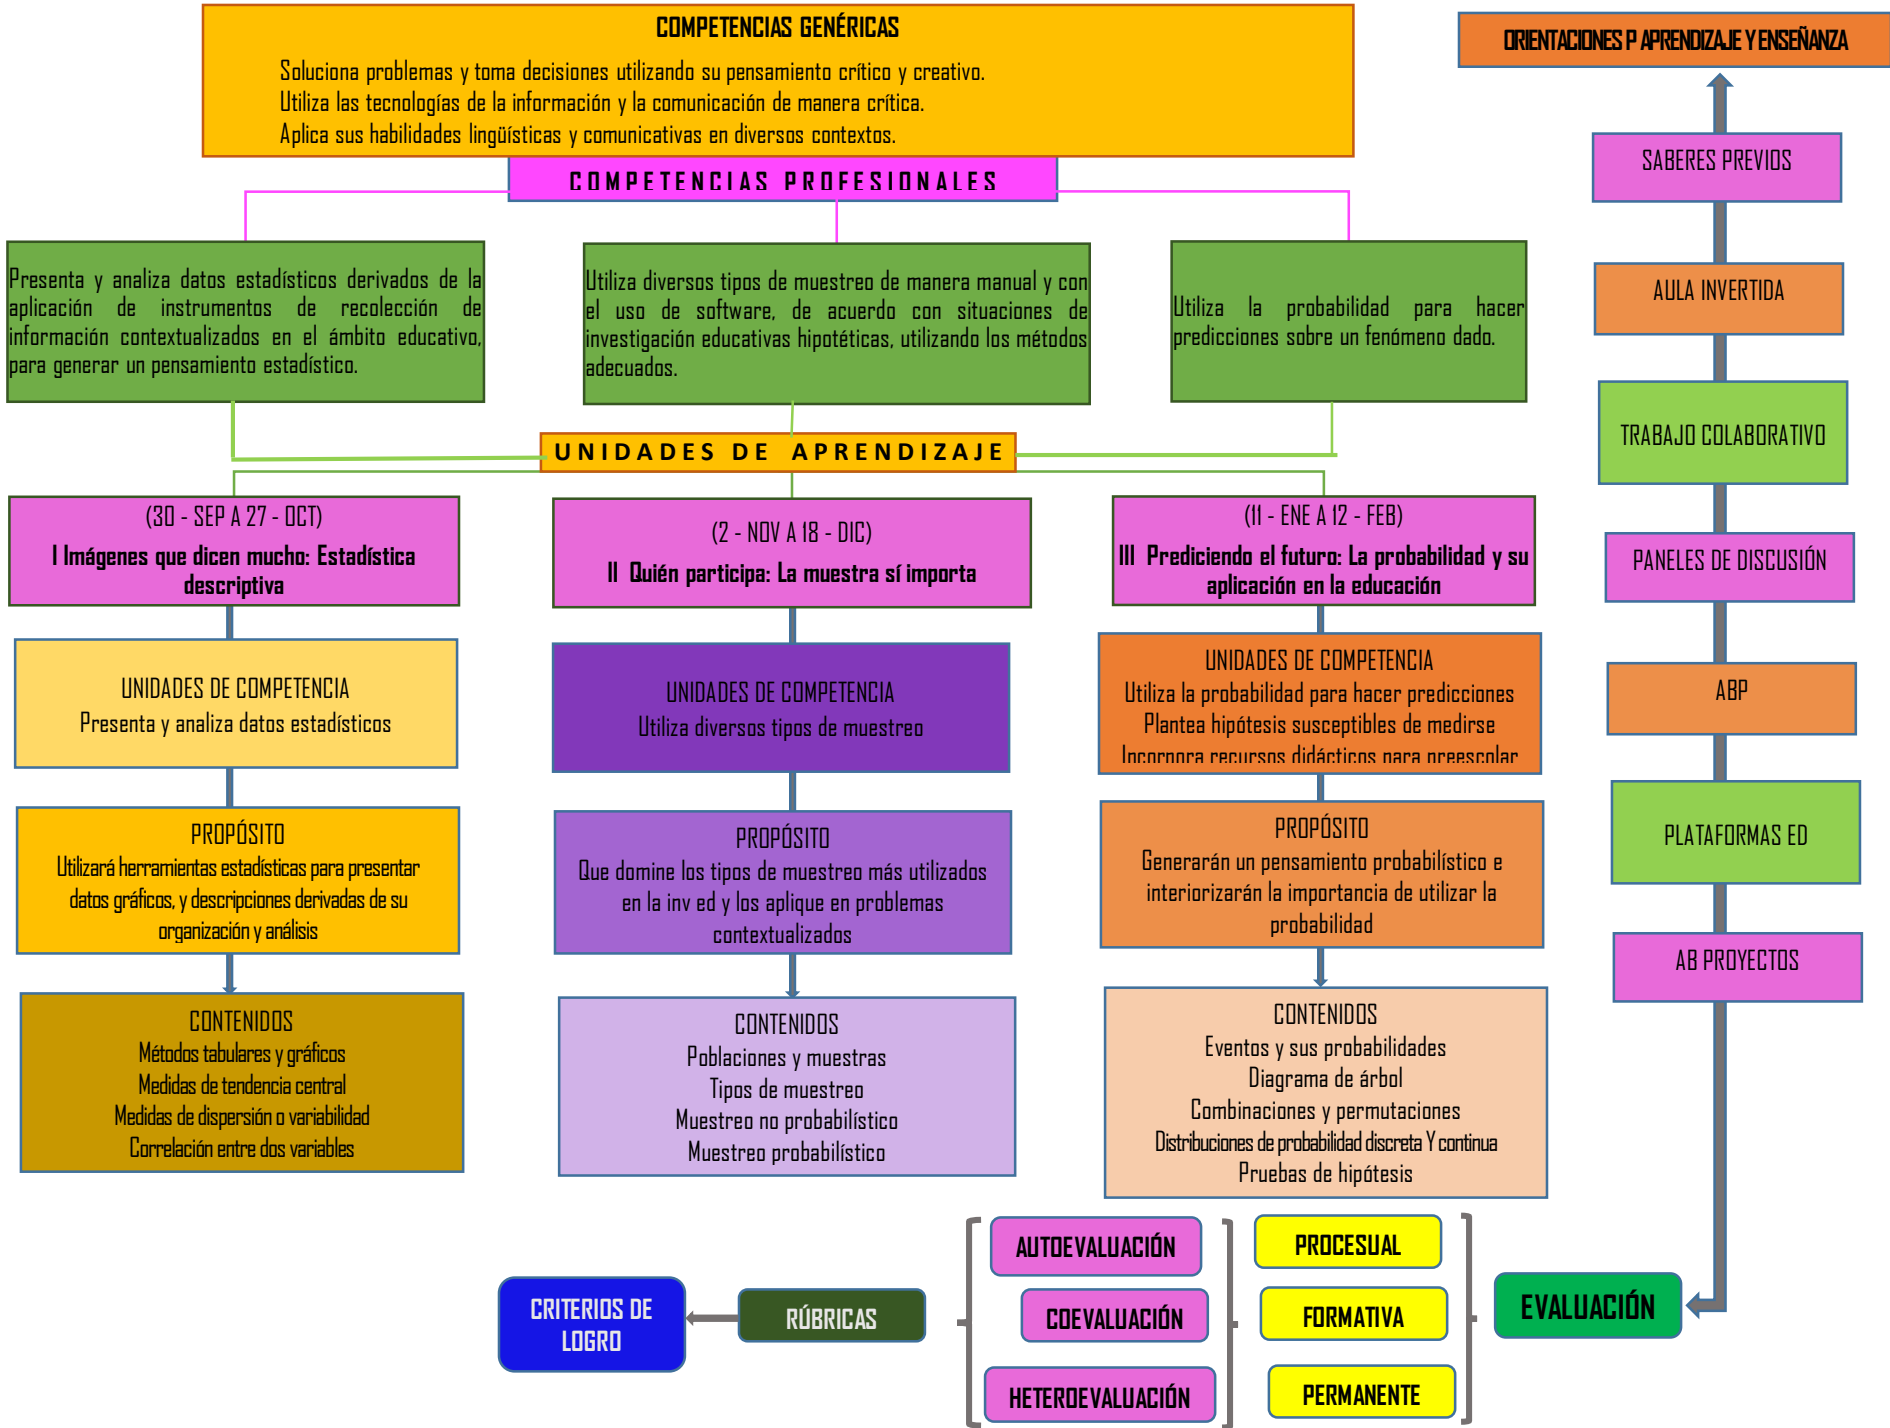 COMPETENCIAS GENÉRICAS
Soluciona problemas y toma decisiones utilizando su pensamiento crítico y creativo.
Utiliza las tecnologías de la información y la comunicación de manera crítica.
Aplica sus habilidades lingüísticas y comunicativas en diversos contextos.
COMPETENCIAS PROFESIONALES
Presenta y analiza datos estadísticos derivados de la
aplicación de instrumentos de recolección de
información contextualizados en el ámbito educativo,
para generar un pensamiento estadístico.
Utiliza diversos tipos de muestreo de manera manual y con
el uso de software, de acuerdo con situaciones de
investigación educativas hipotéticas, utilizando los métodos
adecuados.
Utiliza la probabilidad para hacer
predicciones sobre un fenómeno dado.
UNIDADES DE APRENDIZAJE
(30 - SEP A 27 - OCT)
I Imágenes que dicen mucho: Estadística
descriptiva
UNIDADES DE COMPETENCIA
Presenta y analiza datos estadísticos
PROPÓSITO
Utilizará herramientas estadísticas para presentar
datos gráficos, y descripciones derivadas de su
organización y análisis
CONTENIDOS
Métodos tabulares y gráficos
Medidas de tendencia central
Medidas de dispersión o variabilidad
Correlación entre dos variables
(2 - NOV A 18 - DIC)
II Quién participa: La muestra sí importa
UNIDADES DE COMPETENCIA
Utiliza diversos tipos de muestreo
PROPÓSITO
Que domine los tipos de muestreo más utilizados
en la inv ed y los aplique en problemas
contextualizados
CONTENIDOS
Poblaciones y muestras
Tipos de muestreo
Muestreo no probabilístico
Muestreo probabilístico
(11 - ENE A 12 - FEB)
III Prediciendo el futuro: La probabilidad y su
aplicación en la educación
UNIDADES DE COMPETENCIA
Utiliza la probabilidad para hacer predicciones
Plantea hipótesis susceptibles de medirse
Incorpora recursos didácticos para preescolar
PROPÓSITO
Generarán un pensamiento probabilístico e
interiorizarán la importancia de utilizar la
probabilidad
CONTENIDOS
Eventos y sus probabilidades
Diagrama de árbol
Combinaciones y permutaciones
Distribuciones de probabilidad discreta Y continua
Pruebas de hipótesis
ORIENTACIONES P APRENDIZAJE Y ENSEÑANZA
SABERES PREVIOS
AULA INVERTIDA
TRABAJO COLABORATIVO
PANELES DE DISCUSIÓN
ABP
PLATAFORMAS ED
AB PROYECTOS
EVALUACIÓN
PROCESUAL
FORMATIVA
PERMANENTE
AUTOEVALUACIÓN
COEVALUACIÓN
HETEROEVALUACIÓN
RÚBRICAS
CRITERIOS DE
LOGRO